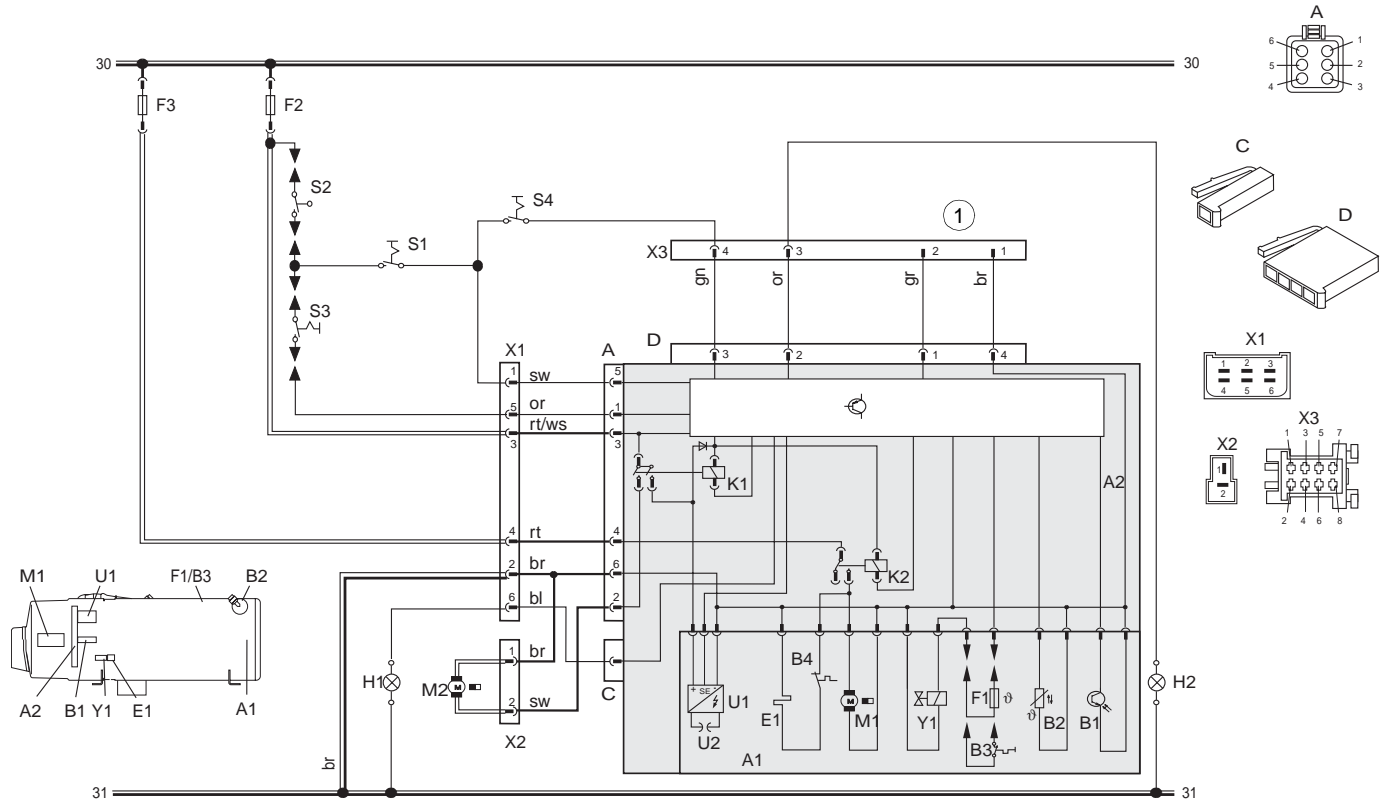 A
6 1
5 2
4 3
30 30
F3 F2
C
S2
S4
D
S1
1
X3 4 3 2 1
S3
gn or gr br
X1
1 2 3
4 5 6
X1 A D 3 2 1 4
1 sw 5
5 or 1
rt/ws
3 3
X3
1 3 5 7
2 4 6 8
X2
1
2
K1 A2
4 rt 4
2 br 6
K2
6 bl 2
M1 U1 F1/B3 B2
A2 B1 Y1 E1 A1
1 br
H1 M2 M
C
2 sw
X2
B4
+ SE -
U1
U2
E1
M
M1
Y1
F1 ϑ
ϑ B2
B1
B3
H2
A1
br
31 31